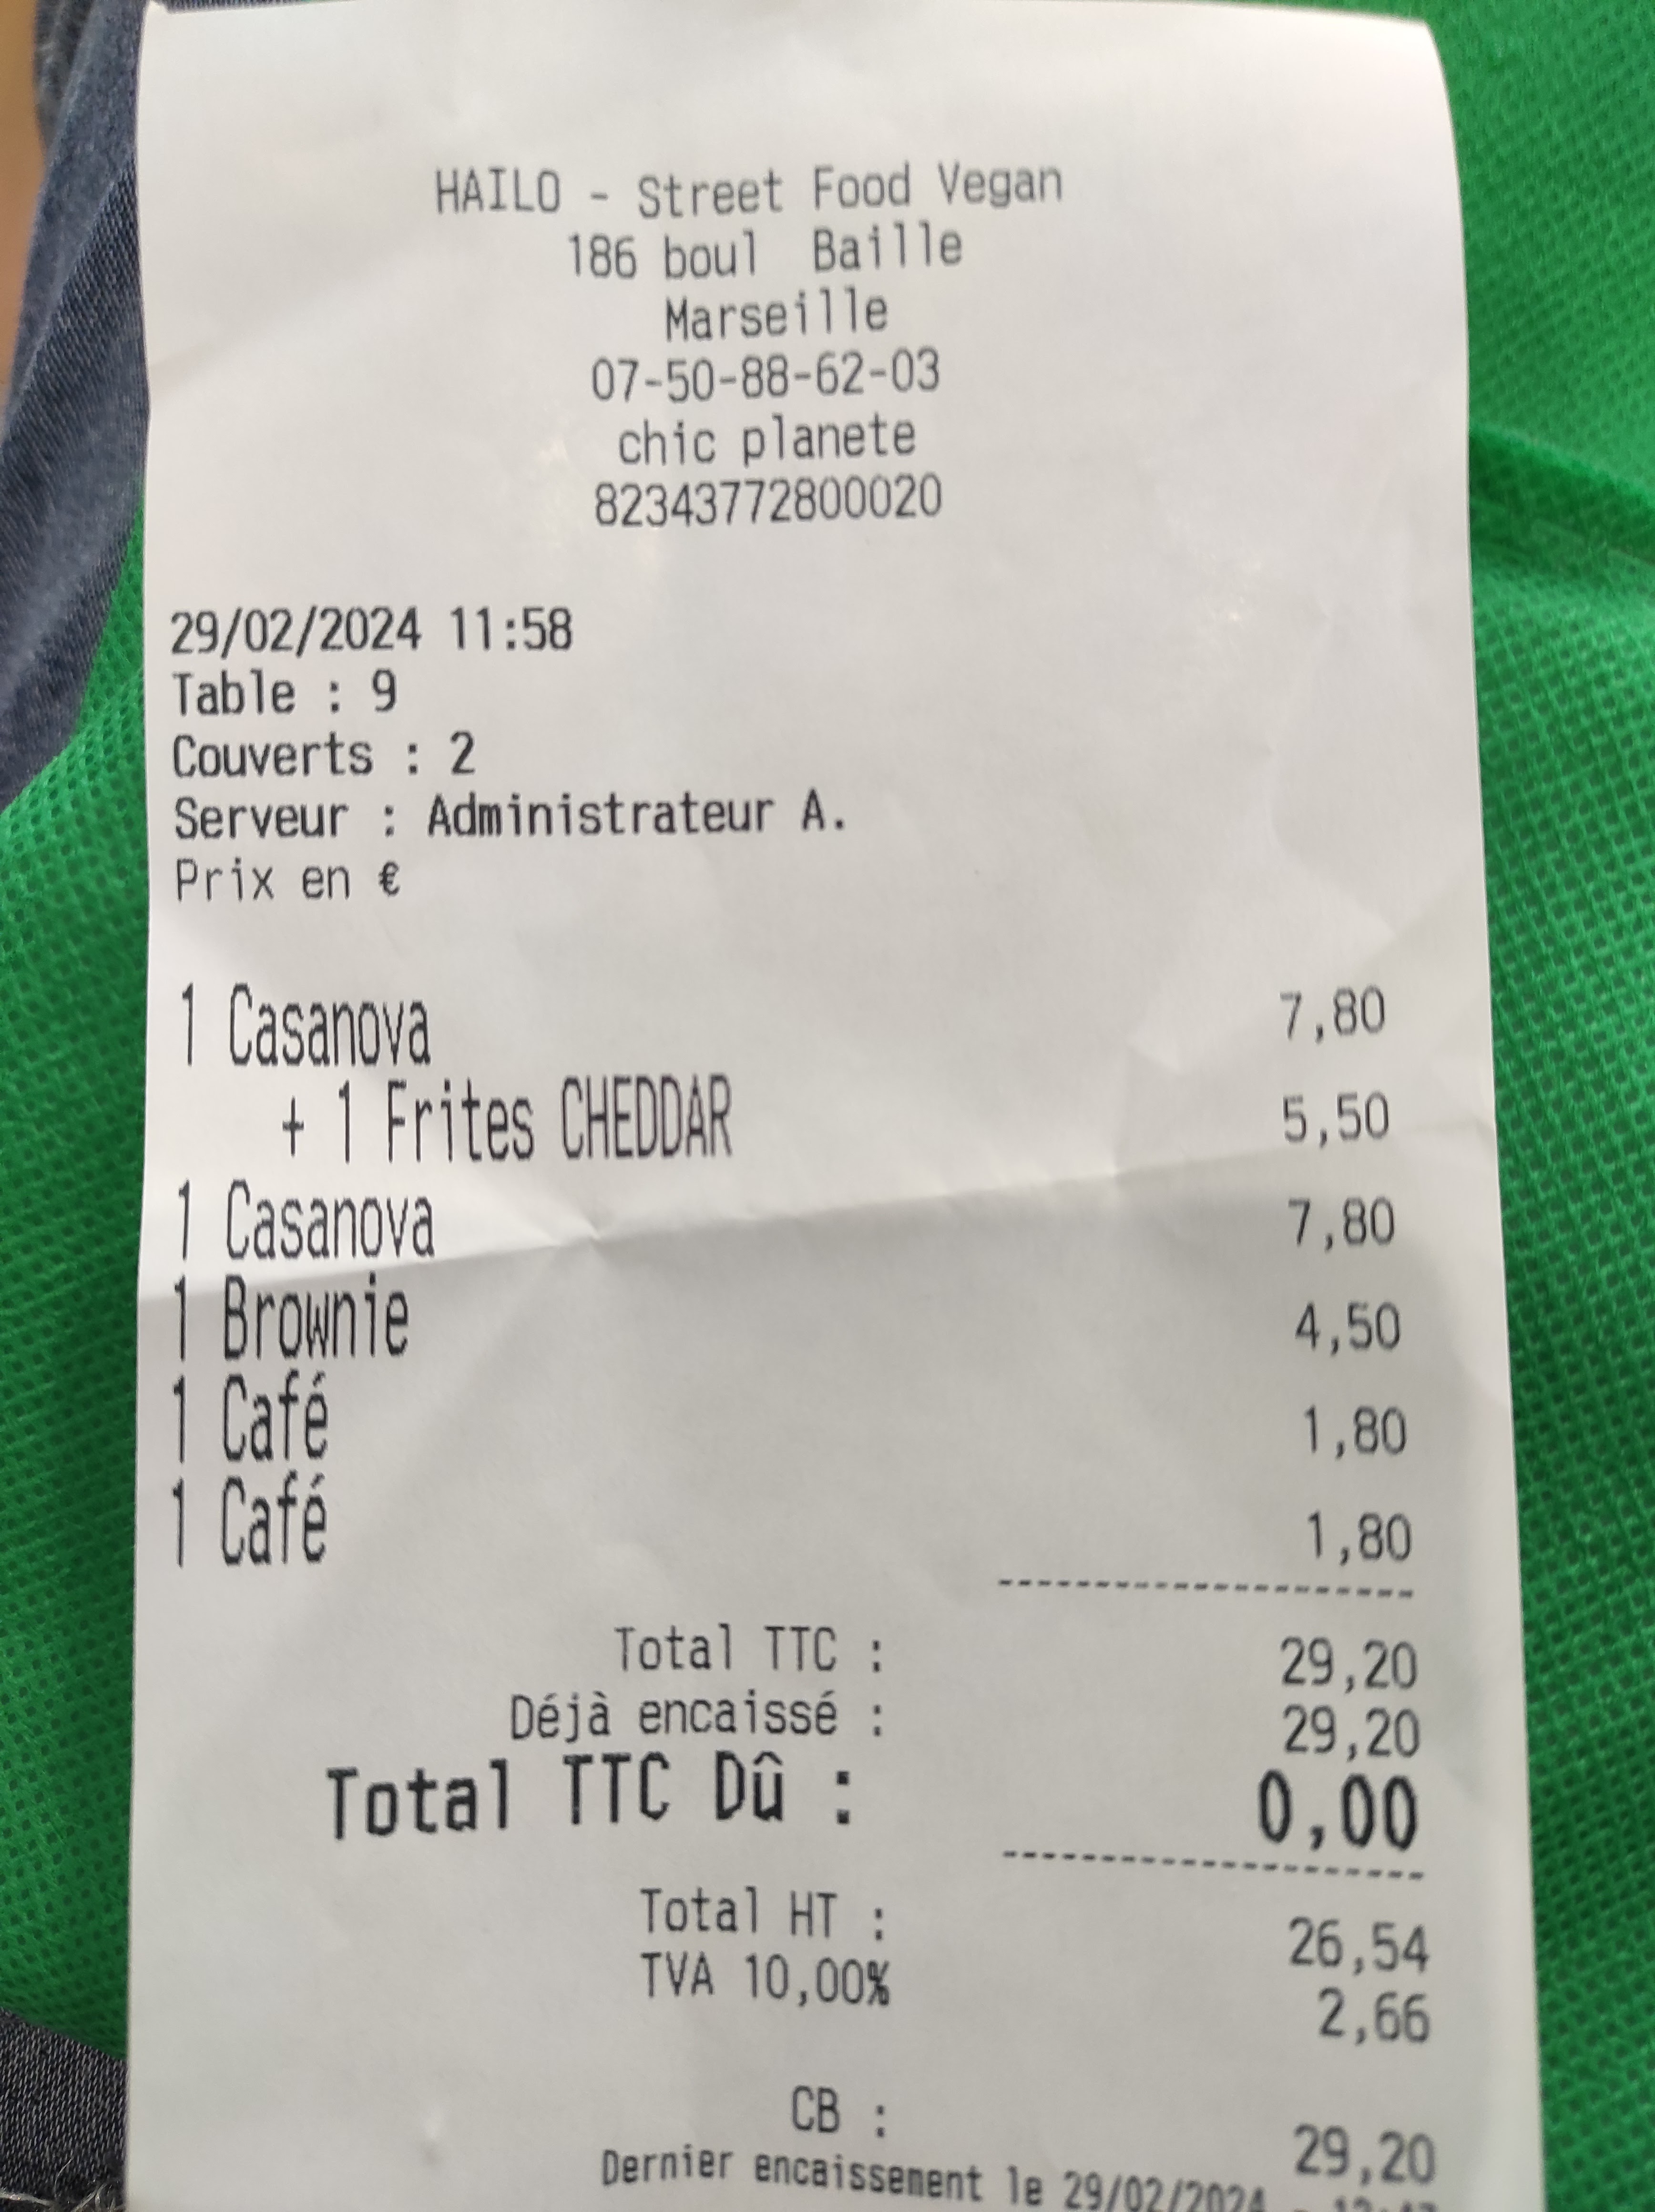 HAILO - Street Food Vegan
186 boul Baille
Marseille
07-50-88-62-03
chic planete
82343772800020
29/02/2024 11:58
Table : 9
Couverts : 2
Serveur : Administrateur A.
Prix en €
1 Casanova 7,80
+ 1 Frites CHEDDAR 5,50
1 Casanova 7,80
1 Brownie 4,50
1 Café 1,80
1 Café 1,80
Total TTC : 29,20
Déjà encaissé : 29,20
Total TTC Dû : 0,00
Total HT : 26,54
TVA 10,00% 2,66
CB : 29,20
Dernier encaissement le 29/02/2024